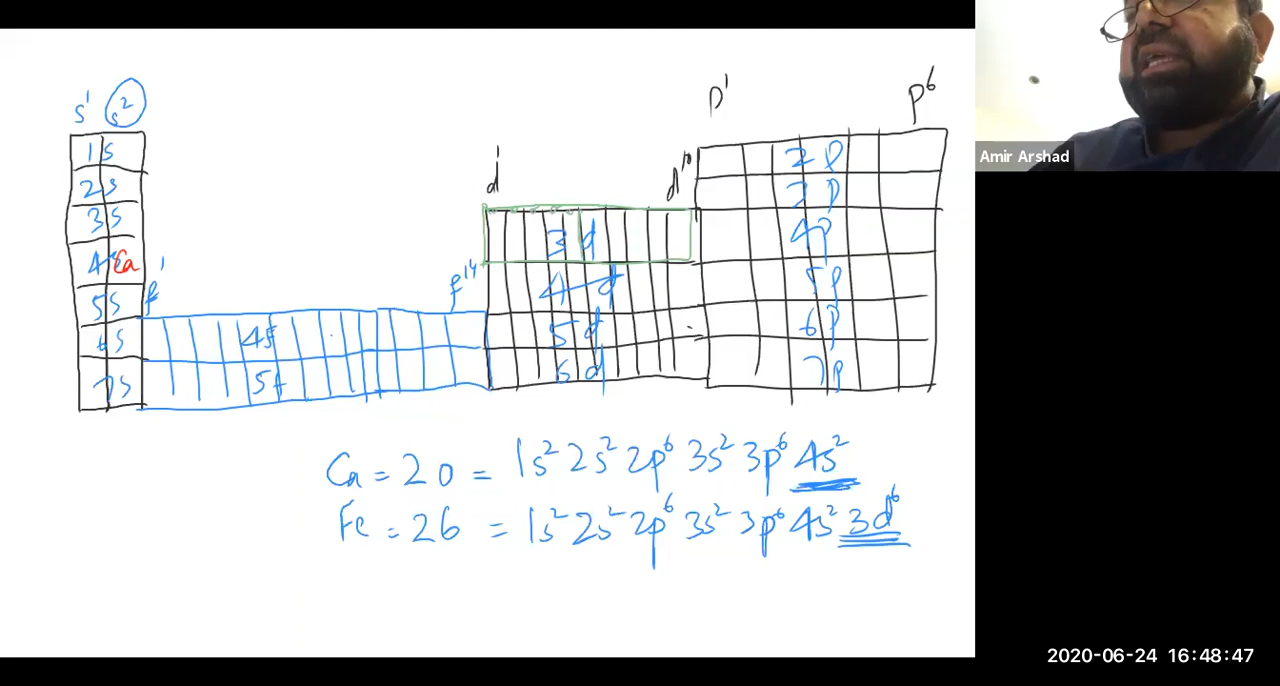 s¹ s²
p¹ p⁶
d¹ d¹⁰
f¹ f¹⁴
1s
2s
3s
4s Ca
5s
6s
7s
4f
5f
3d
4d
5d
6d
2p
3p
4p
5p
6p
7p
Ca = 20 = 1s² 2s² 2p⁶ 3s² 3p⁶ 4s²
Fe = 26 = 1s² 2s² 2p⁶ 3s² 3p⁶ 4s² 3d⁶
Amir Arshad
2020-06-24 16:48:47